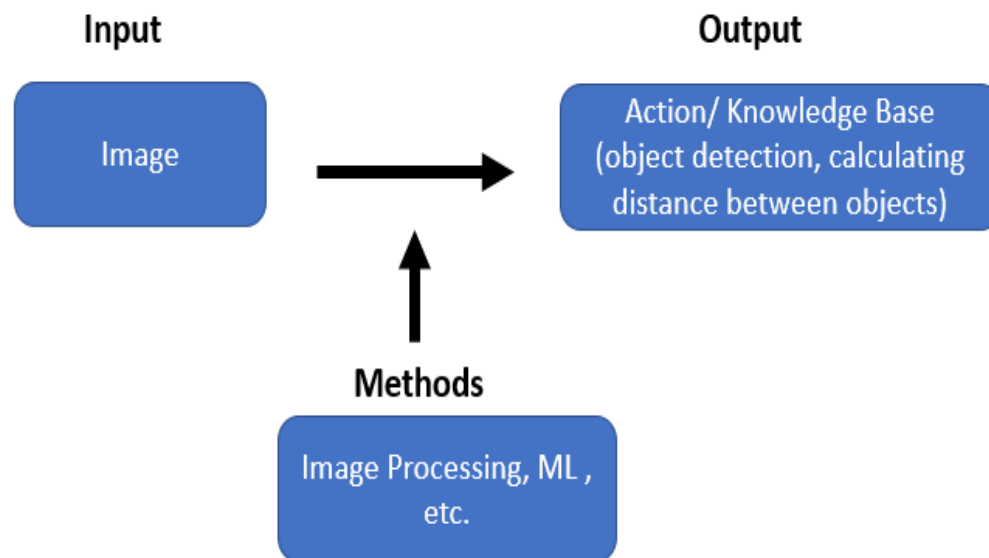 Input
Output
Image
Action/ Knowledge Base
(object detection, calculating
distance between objects)
Methods
Image Processing, ML ,
etc.